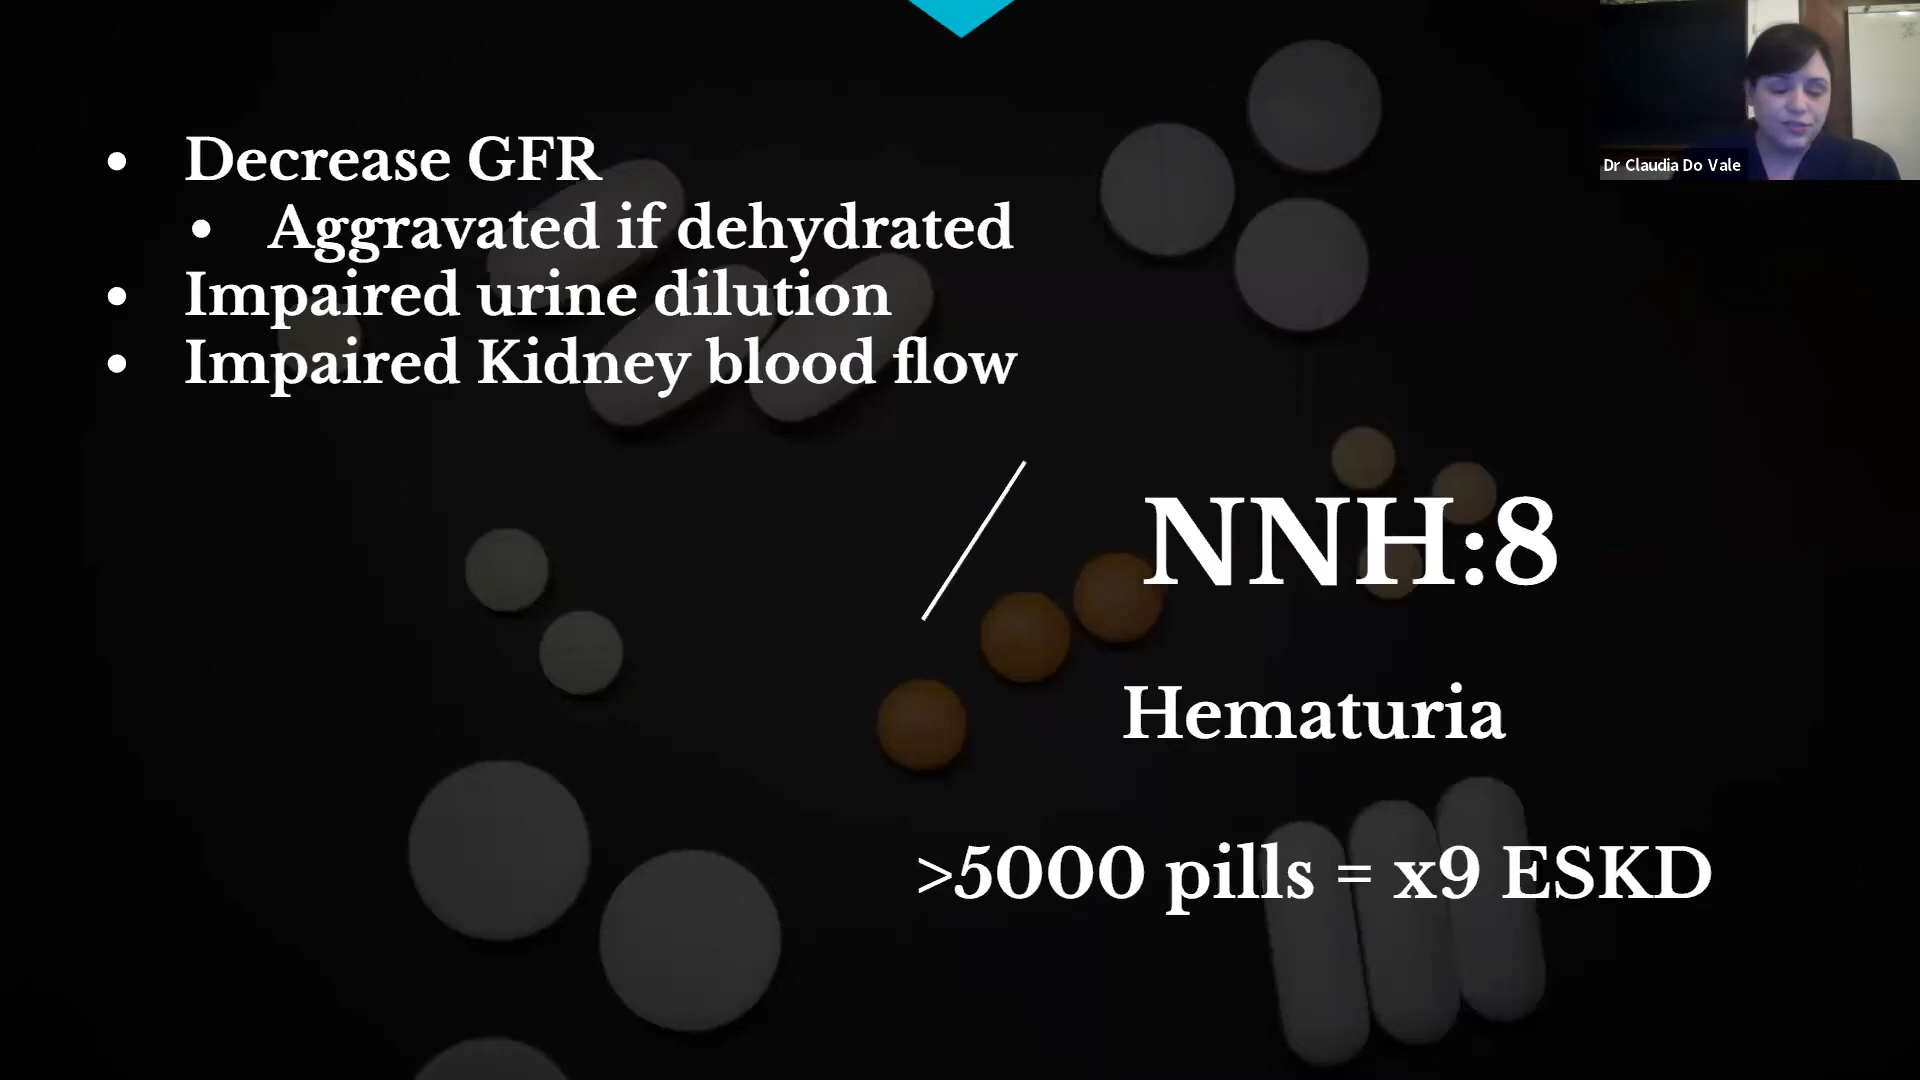 Dr Claudia Do Vale
• Decrease GFR
• Aggravated if dehydrated
• Impaired urine dilution
• Impaired Kidney blood flow
NNH:8
Hematuria
>5000 pills = x9 ESKD